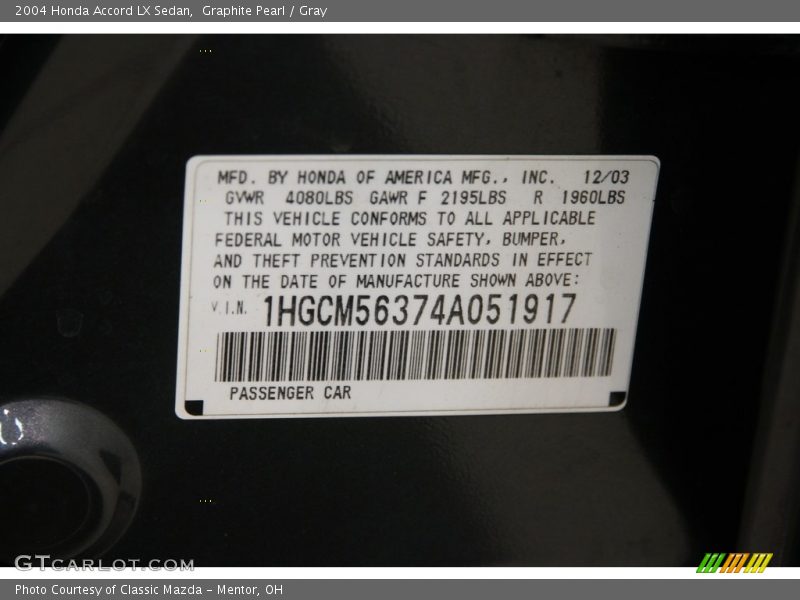 2004 Honda Accord LX Sedan,  Graphite Pearl / Gray
MFD. BY HONDA OF AMERICA MFG., INC.  12/03
GVWR  4080LBS  GAWR F  2195LBS  R  1960LBS
THIS VEHICLE CONFORMS TO ALL APPLICABLE
FEDERAL MOTOR VEHICLE SAFETY, BUMPER,
AND THEFT PREVENTION STANDARDS IN EFFECT
ON THE DATE OF MANUFACTURE SHOWN ABOVE:
V.I.N. 1HGCM56374A051917
PASSENGER CAR
GTCARLOT.COM
Photo Courtesy of Classic Mazda - Mentor, OH